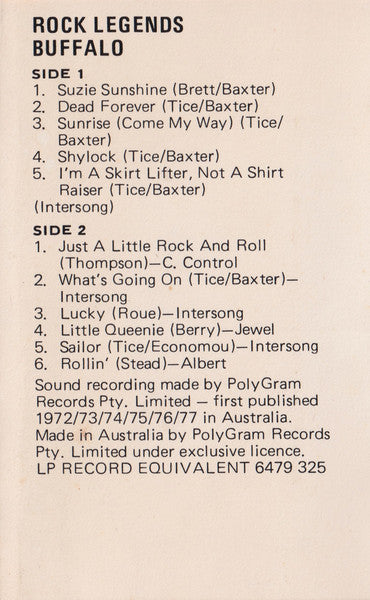 ROCK LEGENDS
BUFFALO
SIDE 1
1. Suzie Sunshine (Brett/Baxter)
2. Dead Forever (Tice/Baxter)
3. Sunrise (Come My Way) (Tice/
Baxter)
4. Shylock (Tice/Baxter)
5. I'm A Skirt Lifter, Not A Shirt
Raiser (Tice/Baxter)
(Intersong)
SIDE 2
1. Just A Little Rock And Roll
(Thompson)—C. Control
2. What's Going On (Tice/Baxter)—
Intersong
3. Lucky (Roue)—Intersong
4. Little Queenie (Berry)—Jewel
5. Sailor (Tice/Economou)—Intersong
6. Rollin' (Stead)—Albert
Sound recording made by PolyGram
Records Pty. Limited — first published
1972/73/74/75/76/77 in Australia.
Made in Australia by PolyGram Records
Pty. Limited under exclusive licence.
LP RECORD EQUIVALENT 6479 325